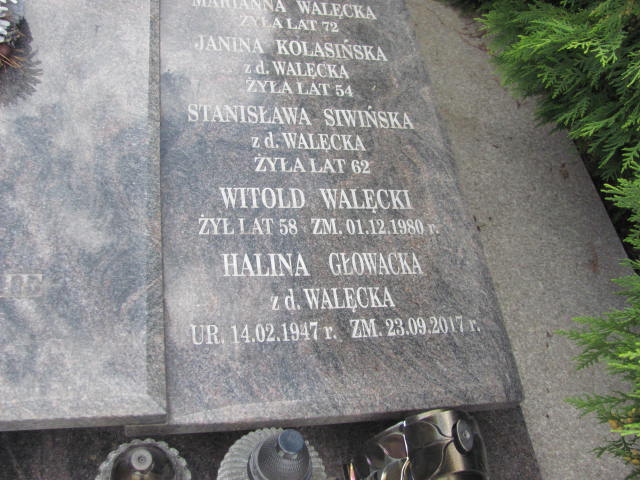 MARIANNA WALĘCKA
ŻYŁA LAT 72
JANINA KOLASIŃSKA
z d. WALĘCKA
ŻYŁA LAT 54
STANISŁAWA SIWIŃSKA
z d. WALĘCKA
ŻYŁA LAT 62
WITOLD WALĘCKI
ŻYŁ LAT 58 ZM. 01.12.1980 r.
HALINA GŁOWACKA
z d. WALĘCKA
UR. 14.02.1947 r. ZM. 23.09.2017 r.